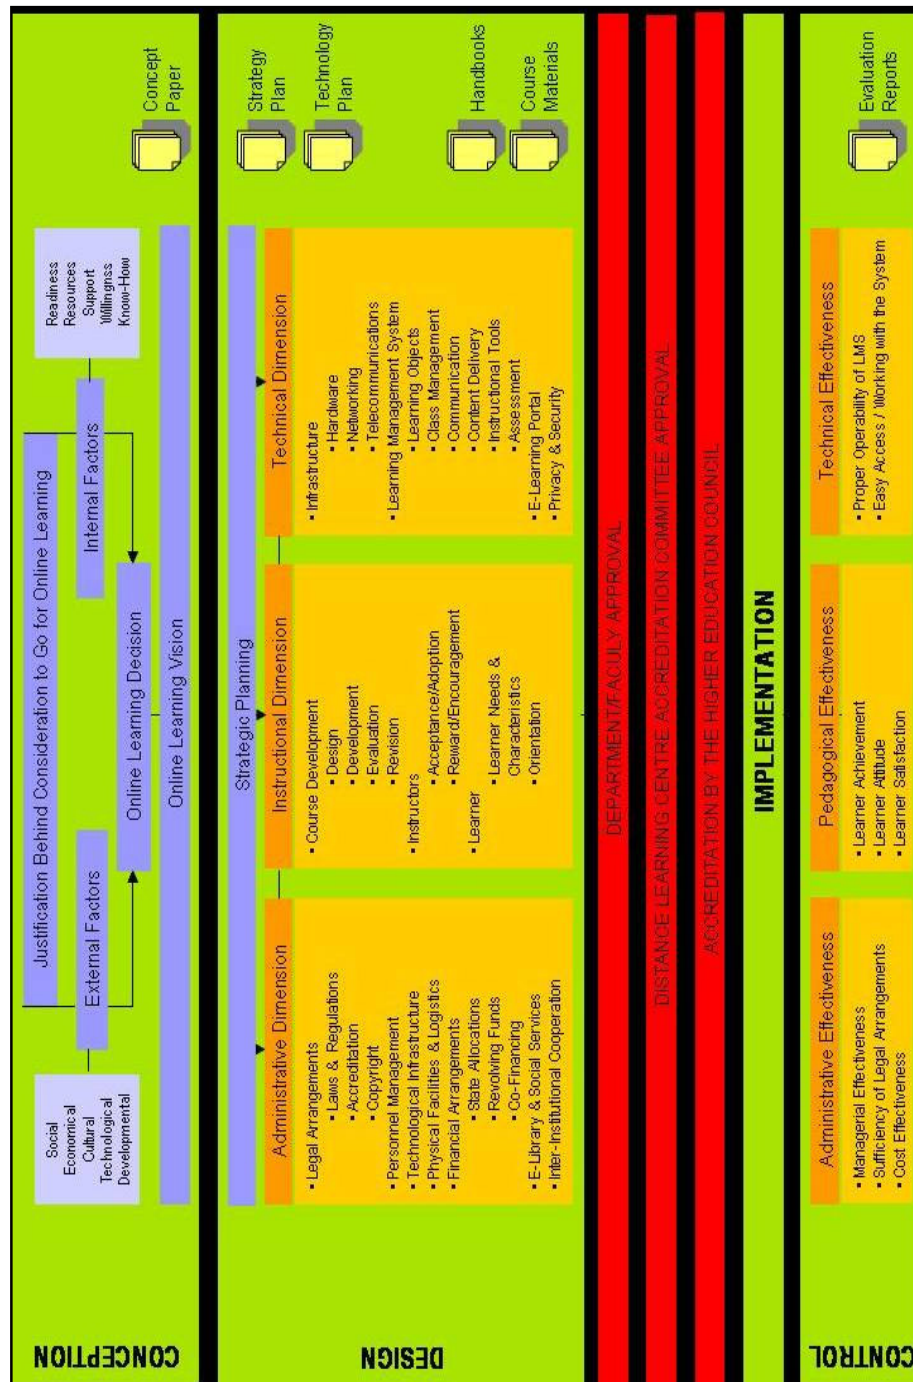 CONCEPTION
Justification Behind Consideration to Go for Online Learning
Social
Economical
Cultural
Technological
Developmental
External Factors
Internal Factors
Readiness
Resources
Support
Willingnss
Know-How
Online Learning Decision
Online Learning Vision
Concept
Paper
DESIGN
Strategic Planning
Strategy
Plan
Technology
Plan
Handbooks
Course
Materials
Administrative Dimension
▪ Legal Arrangements
▪ Laws & Regulations
▪ Accreditation
▪ Copyright
▪ Personnel Management
▪ Technological Infrastructure
▪ Physical Facilities & Logistics
▪ Financial Arrangements
▪ State Allocations
▪ Revolving Funds
▪ Co-Financing
▪ E-Library & Social Services
▪ Inter-Institutional Cooperation
Instructional Dimension
▪ Course Development
▪ Design
▪ Development
▪ Evaluation
▪ Revision
▪ Instructors
▪ Acceptance/Adoption
▪ Reward/Encouragement
▪ Learner
▪ Learner Needs &
Characteristics
▪ Orientation
Technical Dimension
▪ Infrastructure
▪ Hardware
▪ Networking
▪ Telecommunications
▪ Learning Management System
▪ Learning Objects
▪ Class Management
▪ Communication
▪ Content Delivery
▪ Instructional Tools
▪ Assessment
▪ E-Learning Portal
▪ Privacy & Security
DEPARTMENT/FACULY APPROVAL
DISTANCE LEARNING CENTRE ACCREDITATION COMMITTEE APPROVAL
ACCREDITATION BY THE HIGHER EDUCATION COUNCIL
IMPLEMENTATION
CONTROL
Administrative Effectiveness
▪ Managerial Effectiveness
▪ Sufficiency of Legal Arrangements
▪ Cost Effectiveness
Pedagogical Effectiveness
▪ Learner Achievement
▪ Learner Attitude
▪ Learner Satisfaction
Technical Effectiveness
▪ Proper Operability of LMS
▪ Easy Access / Working with the System
Evaluation
Reports